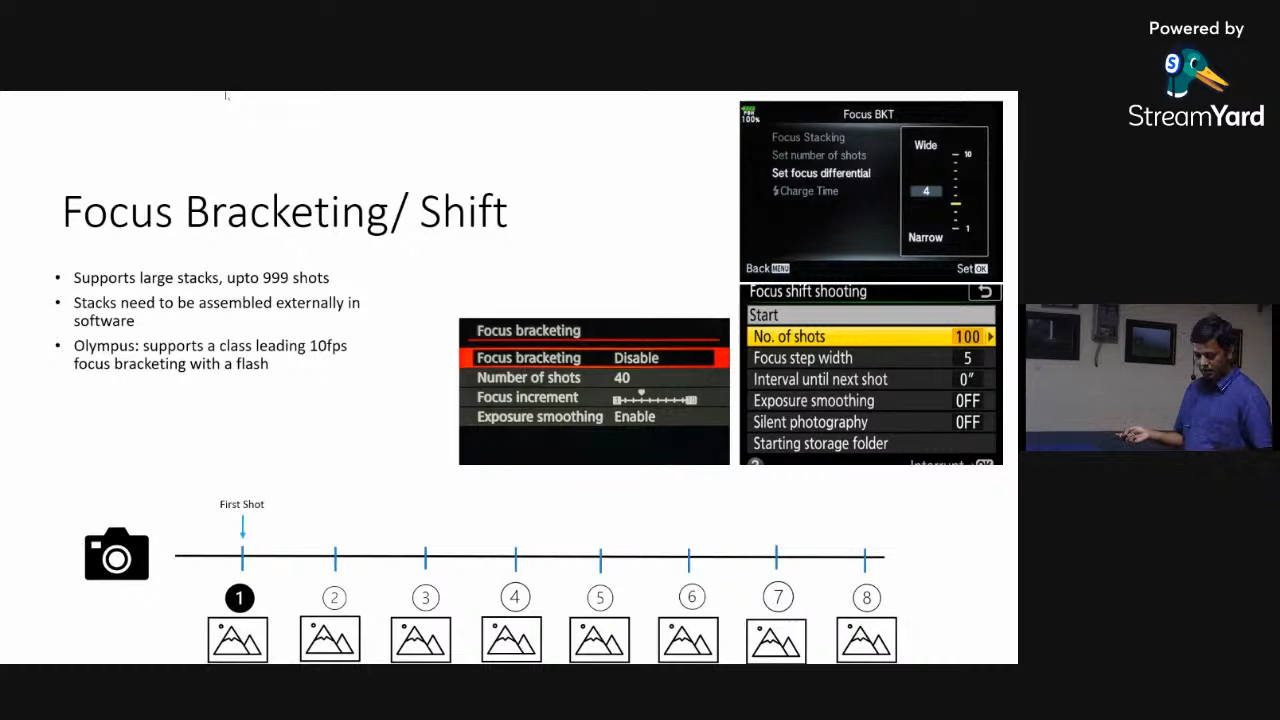 Powered by
S
StreamYard
Focus Bracketing/ Shift
• Supports large stacks, upto 999 shots
• Stacks need to be assembled externally in
software
• Olympus: supports a class leading 10fps
focus bracketing with a flash
100%
Focus BKT
Focus Stacking
Set number of shots
Set focus differential
Charge Time
Wide
10
4
1
Narrow
Back MENU
Set OK
Focus bracketing
Focus bracketing Disable
Number of shots 40
Focus increment
Exposure smoothing Enable
Focus shift shooting
Start
No. of shots 100
Focus step width 5
Interval until next shot 0"
Exposure smoothing OFF
Silent photography OFF
Starting storage folder
First Shot
1 2 3 4 5 6 7 8